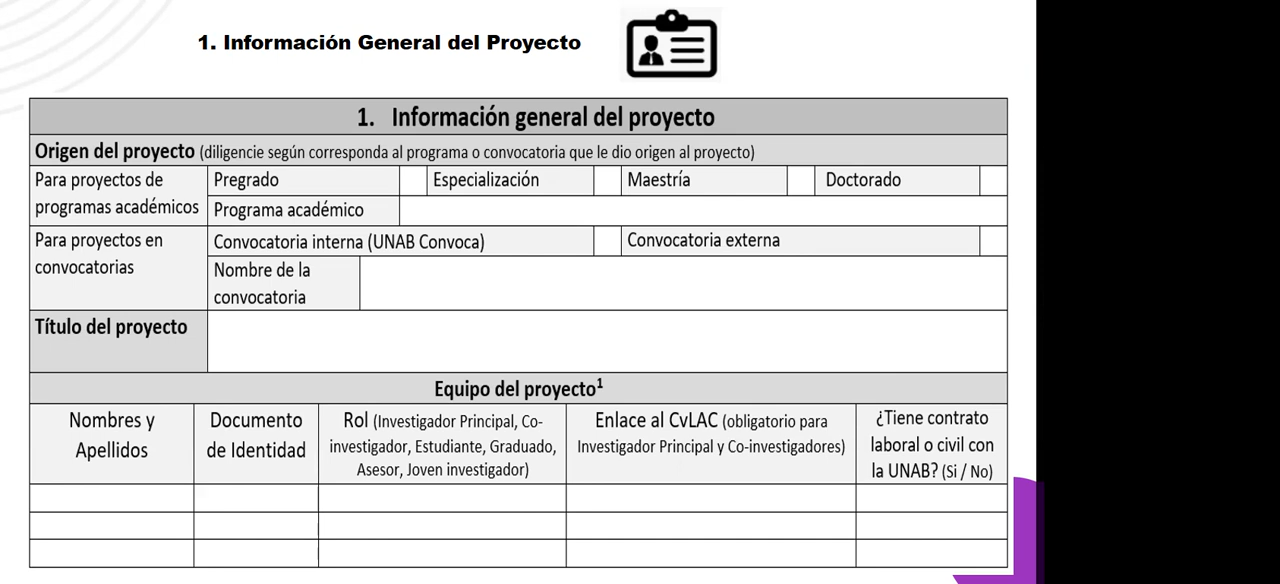 1. Información General del Proyecto
1. Información general del proyecto
Origen del proyecto (diligencie según corresponda al programa o convocatoria que le dio origen al proyecto)
Para proyectos de
programas académicos
Pregrado
Especialización
Maestría
Doctorado
Programa académico
Para proyectos en
convocatorias
Convocatoria interna (UNAB Convoca)
Convocatoria externa
Nombre de la
convocatoria
Título del proyecto
Equipo del proyecto1
Nombres y
Apellidos
Documento
de Identidad
Rol (Investigador Principal, Co-
investigador, Estudiante, Graduado,
Asesor, Joven investigador)
Enlace al CvLAC (obligatorio para
Investigador Principal y Co-investigadores)
¿Tiene contrato
laboral o civil con
la UNAB? (Si / No)